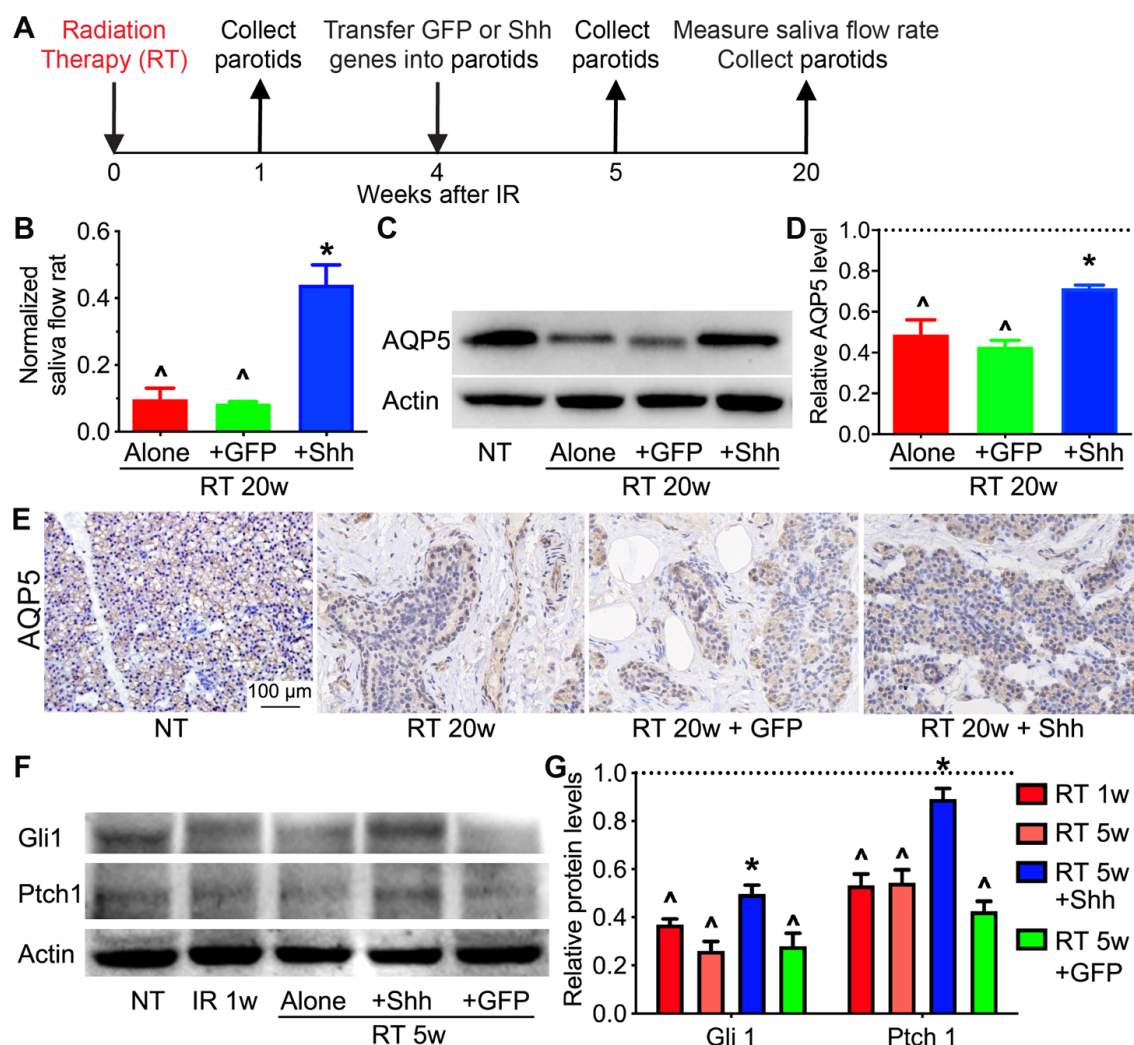 A
Radiation
Therapy (RT)
Collect
parotids
Transfer GFP or Shh
genes into parotids
Collect
parotids
Measure saliva flow rate
Collect parotids
0
1
4
5
20
Weeks after IR
B
Normalized
saliva flow rat
0.6
0.4
0.2
0.0
^
^
*
Alone
+GFP
+Shh
RT 20w
C
AQP5
Actin
NT
Alone
+GFP
+Shh
RT 20w
D
Relative AQP5 level
1.0
0.8
0.6
0.4
0.2
0.0
^
^
*
Alone
+GFP
+Shh
RT 20w
E
AQP5
100 µm
NT
RT 20w
RT 20w + GFP
RT 20w + Shh
F
Gli1
Ptch1
Actin
NT
IR 1w
Alone
+Shh
+GFP
RT 5w
G
Relative protein levels
1.0
0.8
0.6
0.4
0.2
0.0
^
^
*
^
^
^
*
^
Gli 1
Ptch 1
RT 1w
RT 5w
RT 5w
+Shh
RT 5w
+GFP